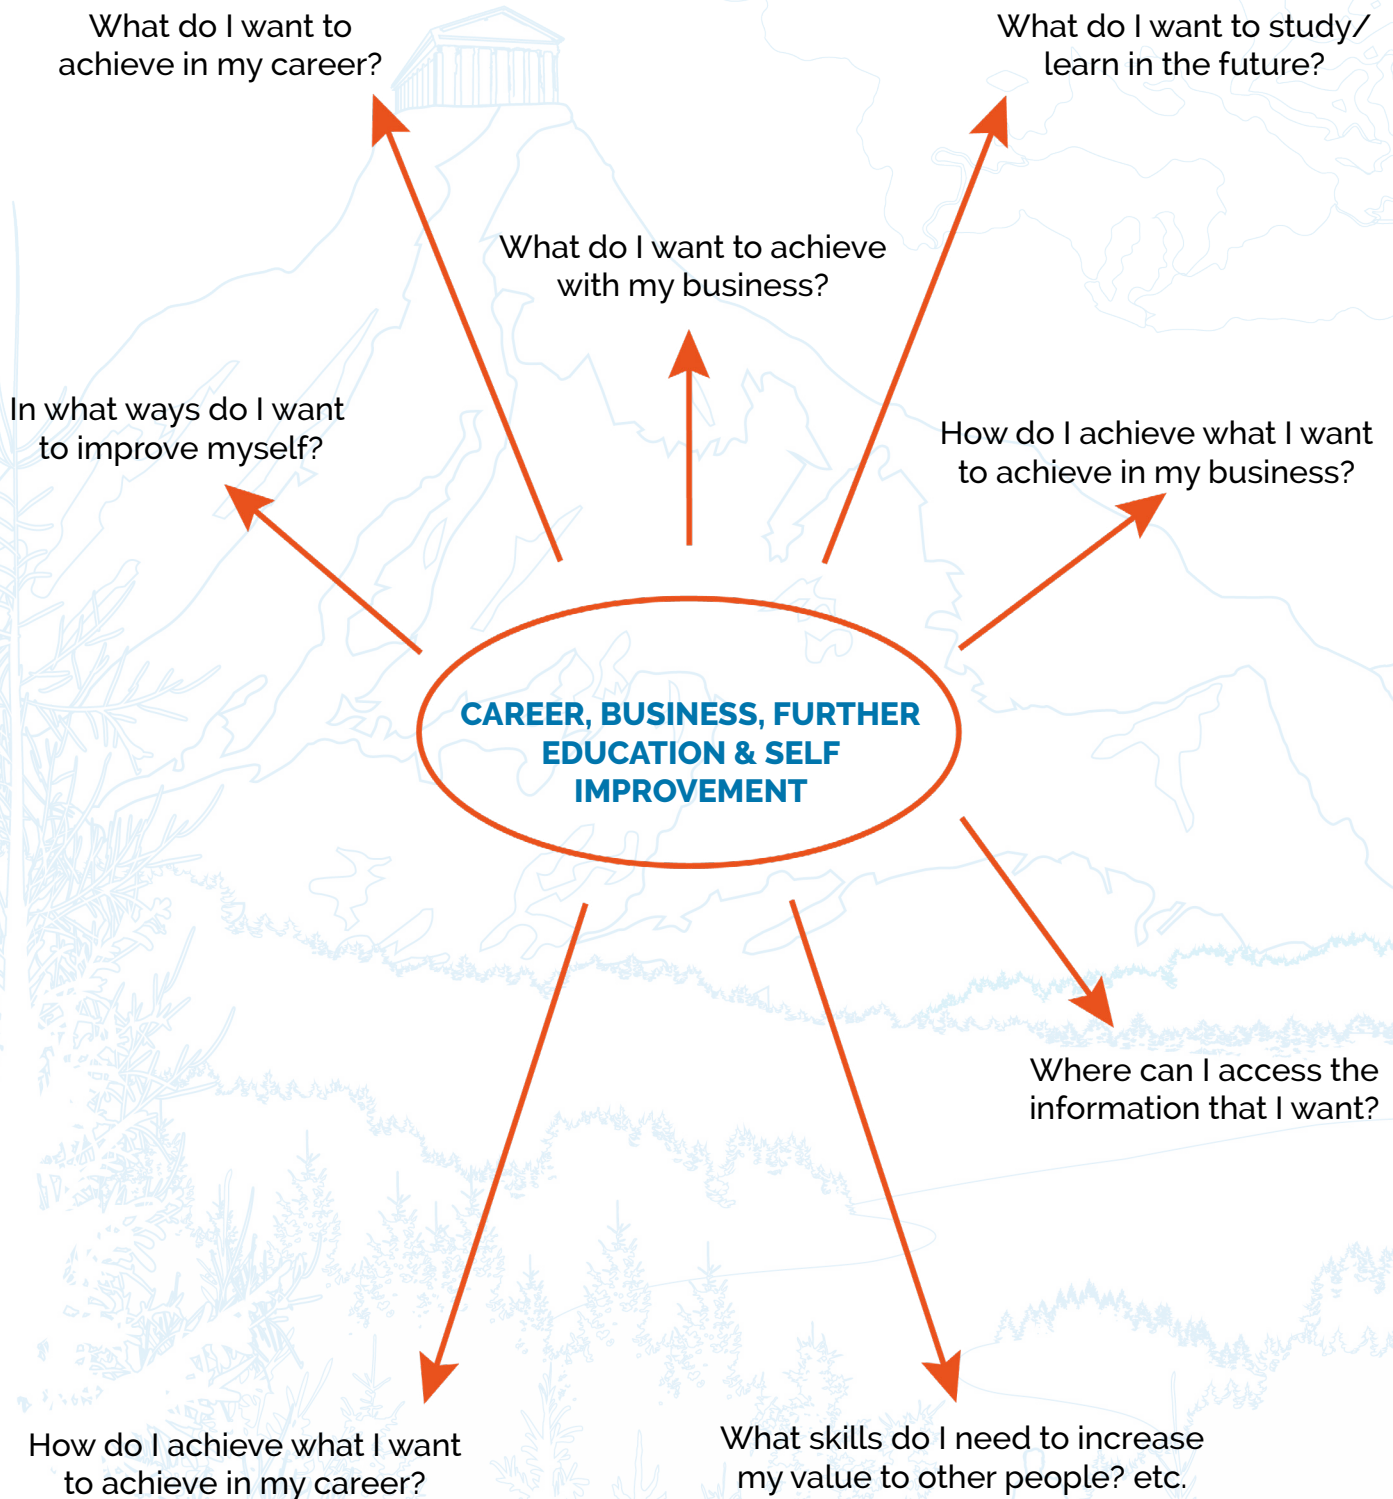 What do I want to
achieve in my career?
What do I want to study/
learn in the future?
What do I want to achieve
with my business?
In what ways do I want
to improve myself?
How do I achieve what I want
to achieve in my business?
CAREER, BUSINESS, FURTHER
EDUCATION & SELF
IMPROVEMENT
Where can I access the
information that I want?
How do I achieve what I want
to achieve in my career?
What skills do I need to increase
my value to other people? etc.